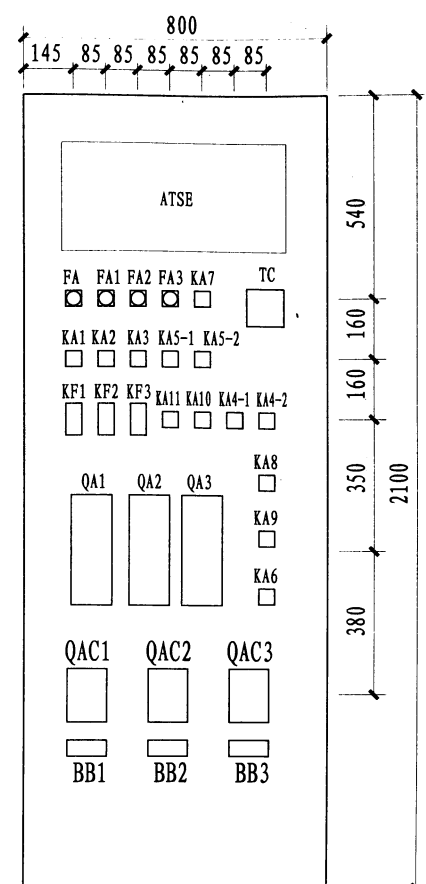 800
145 85 85 85 85 85 85
ATSE
540
FA FA1 FA2 FA3 KA7 TC
160
KA1 KA2 KA3 KA5-1 KA5-2
160
KF1 KF2 KF3 KA11 KA10 KA4-1 KA4-2
350
2100
KA8
QA1 QA2 QA3
KA9
KA6
380
QAC1 QAC2 QAC3
BB1 BB2 BB3